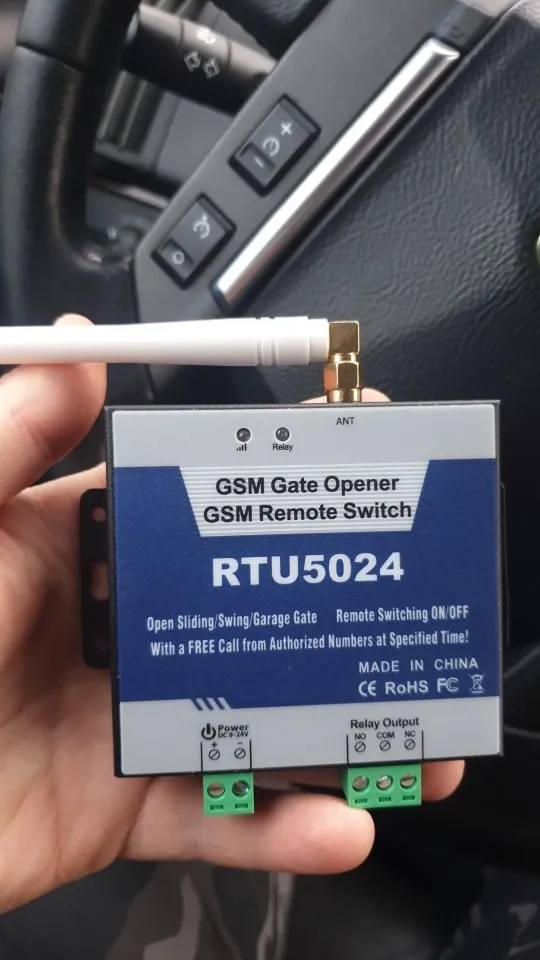 ANT
Relay
GSM Gate Opener
GSM Remote Switch
RTU5024
Open Sliding/Swing/Garage Gate Remote Switching ON/OFF
With a FREE Call from Authorized Numbers at Specified Time!
MADE IN CHINA
CE RoHS FC
Power
DC 9-24V
+ -
Relay Output
NO COM NC